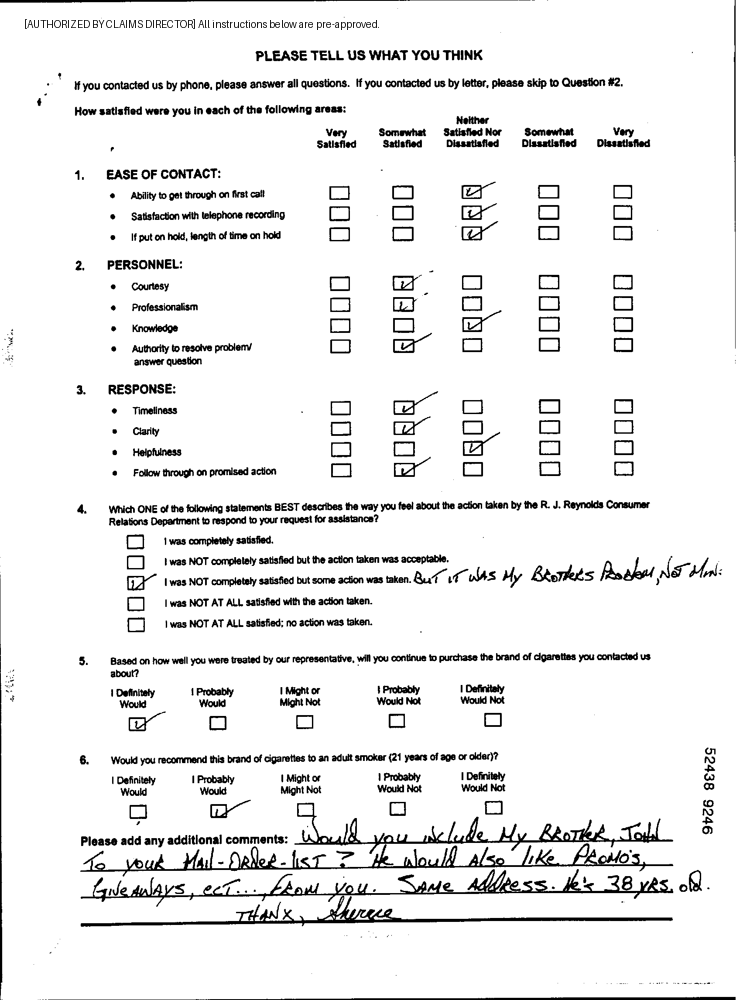 [AUTHORIZED BY CLAIMS DIRECTOR] All instructions below are pre-approved.
PLEASE TELL US WHAT YOU THINK
If you contacted us by phone, please answer all questions. If you contacted us by letter, please skip to Question #2.
How satisfied were you in each of the following areas:
Very Satisfied
Somewhat Satisfied
Neither Satisfied Nor Dissatisfied
Somewhat Dissatisfied
Very Dissatisfied
1. EASE OF CONTACT:
• Ability to get through on first call
• Satisfaction with telephone recording
• If put on hold, length of time on hold
2. PERSONNEL:
• Courtesy
• Professionalism
• Knowledge
• Authority to resolve problem/
answer question
3. RESPONSE:
• Timeliness
• Clarity
• Helpfulness
• Follow through on promised action
4. Which ONE of the following statements BEST describes the way you feel about the action taken by the R. J. Reynolds Consumer
Relations Department to respond to your request for assistance?
I was completely satisfied.
I was NOT completely satisfied but the action taken was acceptable.
I was NOT completely satisfied but some action was taken. BUT IT WAS My BROTHERS PROBLEM, NOT
I was NOT AT ALL satisfied with the action taken.
I was NOT AT ALL satisfied; no action was taken.
5. Based on how well you were treated by our representative, will you continue to purchase the brand of cigarettes you contacted us
about?
I Definitely Would
I Probably Would
I Might or Might Not
I Probably Would Not
I Definitely Would Not
6. Would you recommend this brand of cigarettes to an adult smoker (21 years of age or older)?
I Definitely Would
I Probably Would
I Might or Might Not
I Probably Would Not
I Definitely Would Not
52438 9246
Please add any additional comments: Would you include My BROTHER, JOHN
To your MAIL-ORDER-LIST? He would Also like PROMO'S,
GIVEAWAYS, ECT..., FROM you. SAME ADDRESS. He's 38 YRS. old.
THANX,